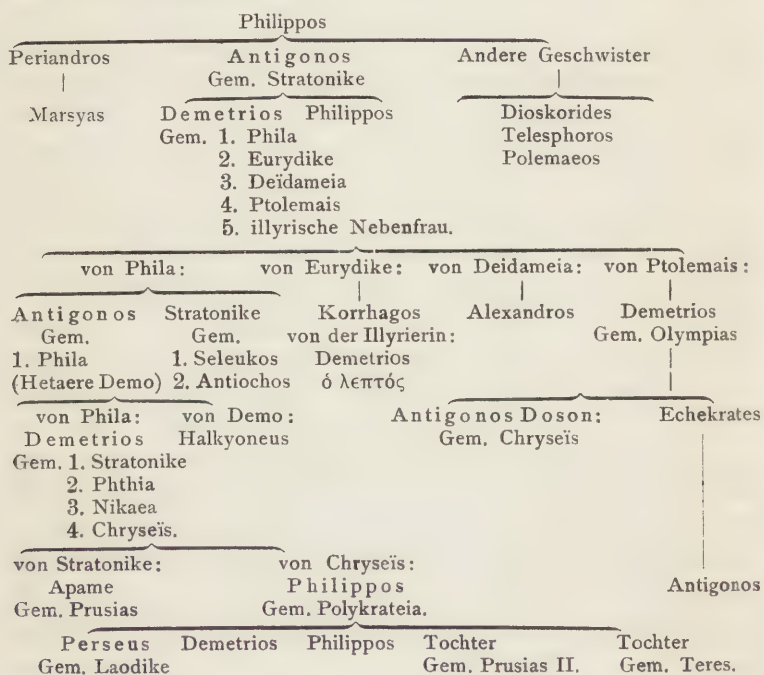 Philippos
Periandros Antigonos Andere Geschwister
Gem. Stratonike
Marsyas Demetrios Philippos Dioskorides
Gem. 1. Phila Telesphoros
2. Eurydike Polemaeos
3. Deïdameia
4. Ptolemais
5. illyrische Nebenfrau.
von Phila: von Eurydike: von Deidameia: von Ptolemais:
Antigonos Stratonike Korrhagos Alexandros Demetrios
Gem. Gem. von der Illyrierin: Gem. Olympias
1. Phila 1. Seleukos Demetrios
(Hetaere Demo) 2. Antiochos ὁ λεπτός
von Phila: von Demo: Antigonos Doson: Echekrates
Demetrios Halkyoneus Gem. Chryseïs
Gem. 1. Stratonike
2. Phthia
3. Nikaea
4. Chryseïs.
von Stratonike: von Chryseïs:
Apame Philippos Antigonos
Gem. Prusias Gem. Polykrateia.
Perseus Demetrios Philippos Tochter Tochter
Gem. Laodike Gem. Prusias II. Gem. Teres.